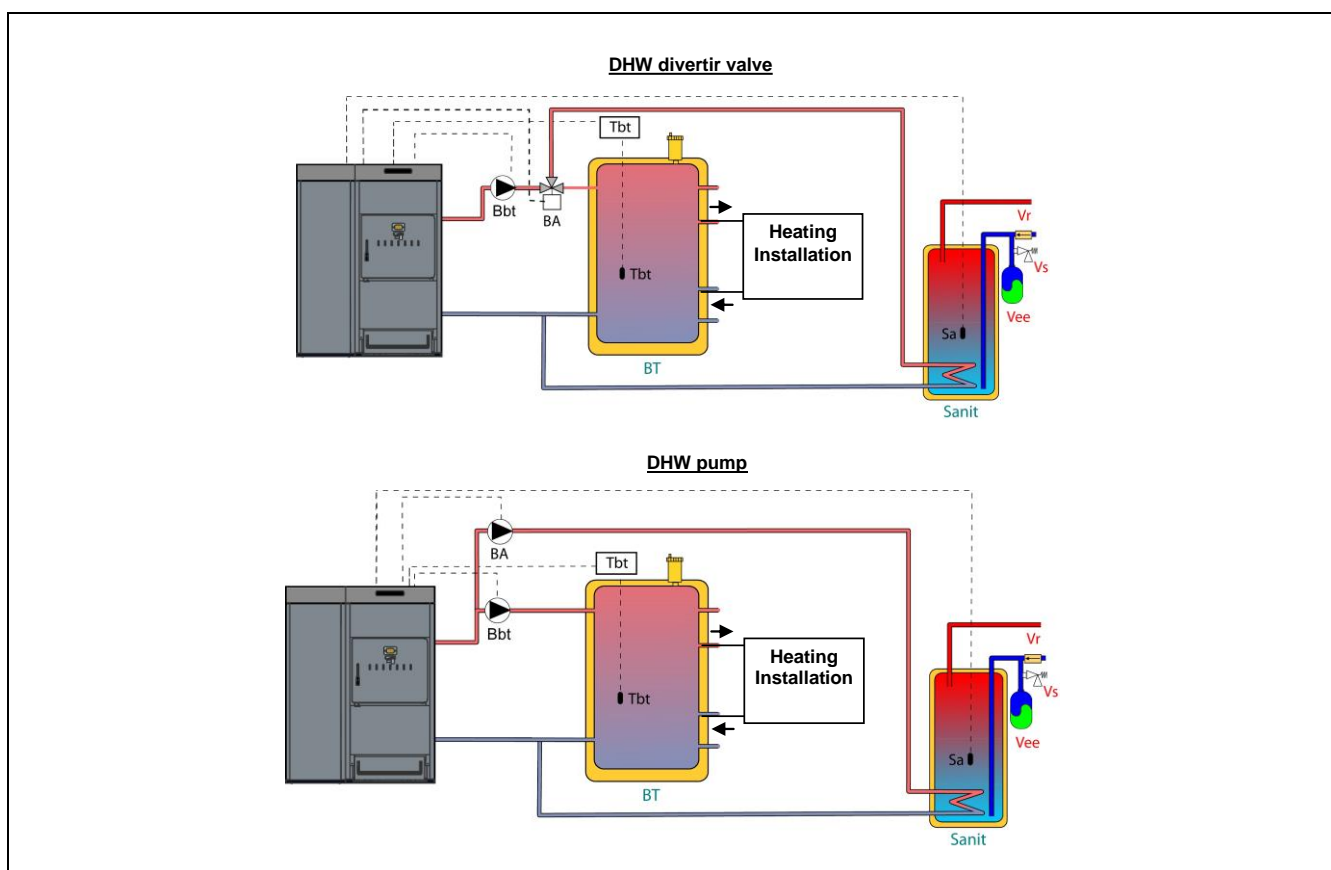 DHW divertir valve
Tbt
Bbt
BA
Tbt
Heating
Installation
Vr
Vs
Vee
Sa
BT
Sanit
DHW pump
BA
Tbt
Bbt
Tbt
Heating
Installation
Vr
Vs
Vee
Sa
BT
Sanit